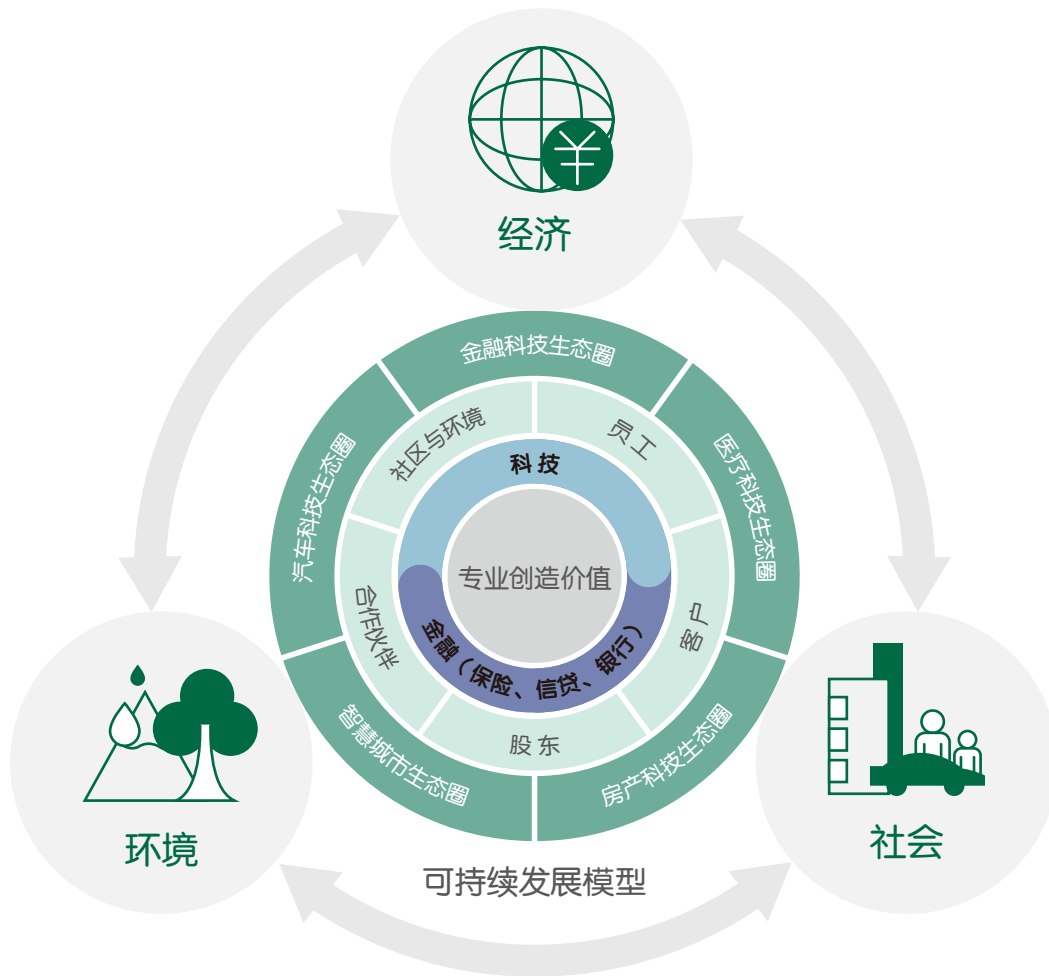 经济
金融科技生态圈
医疗科技生态圈
房产科技生态圈
智慧城市生态圈
汽车科技生态圈
社区与环境
员工
客户
股东
合作伙伴
科技
金融（保险、信贷、银行）
专业创造价值
环境
社会
可持续发展模型